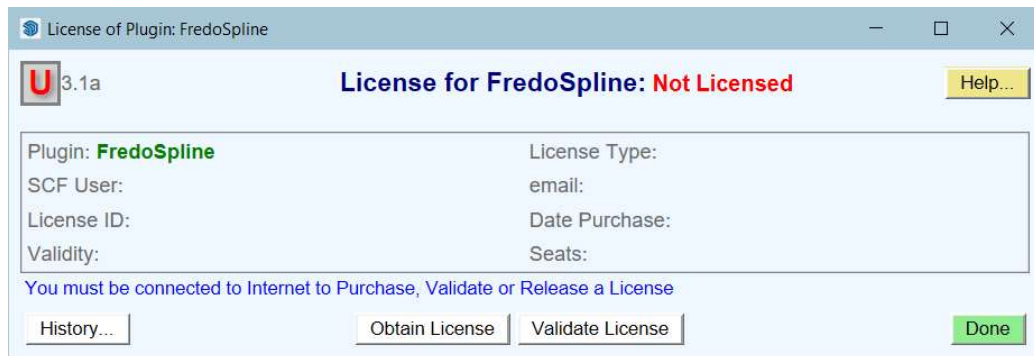 License of Plugin: FredoSpline
U 3.1a License for FredoSpline: Not Licensed Help...
Plugin: FredoSpline License Type:
SCF User: email:
License ID: Date Purchase:
Validity: Seats:
You must be connected to Internet to Purchase, Validate or Release a License
History... Obtain License Validate License Done